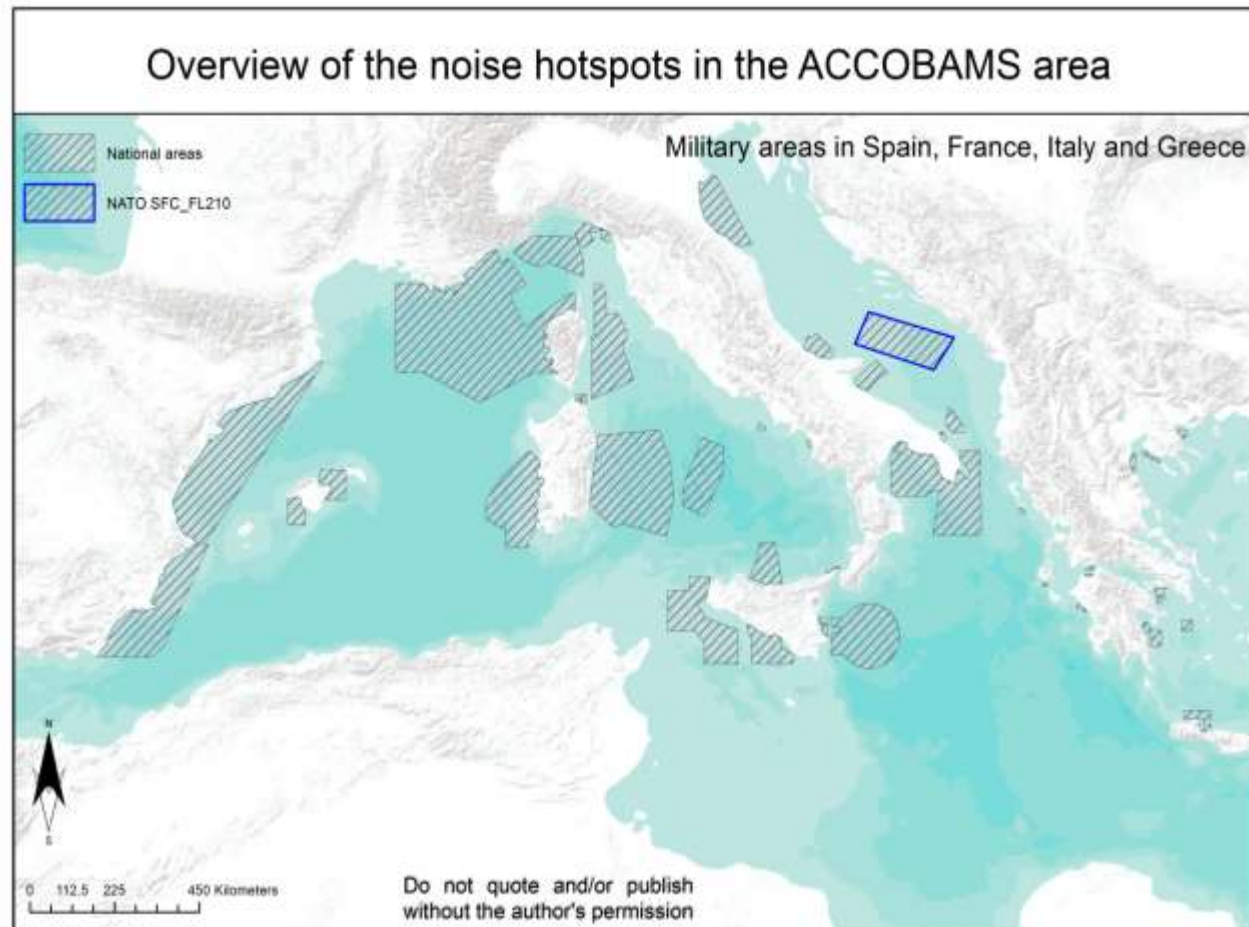 Overview of the noise hotspots in the ACCOBAMS area
Military areas in Spain, France, Italy and Greece
National areas
NATO SFC_FL210
N
S
0 112.5 225 450 Kilometers
Do not quote and/or publish
without the author's permission